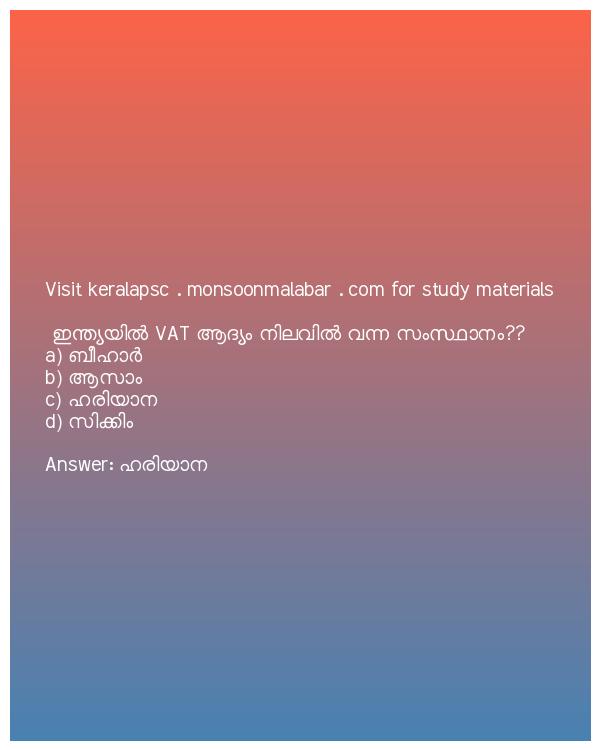 Visit keralapsc . monsoonmalabar . com for study materials
ഇന്ത്യയിൽ VAT ആദ്യം നിലവിൽ വന്ന സംസ്ഥാനം??
a) ബീഹാർ
b) ആസാം
c) ഹരിയാന
d) സിക്കിം
Answer: ഹരിയാന